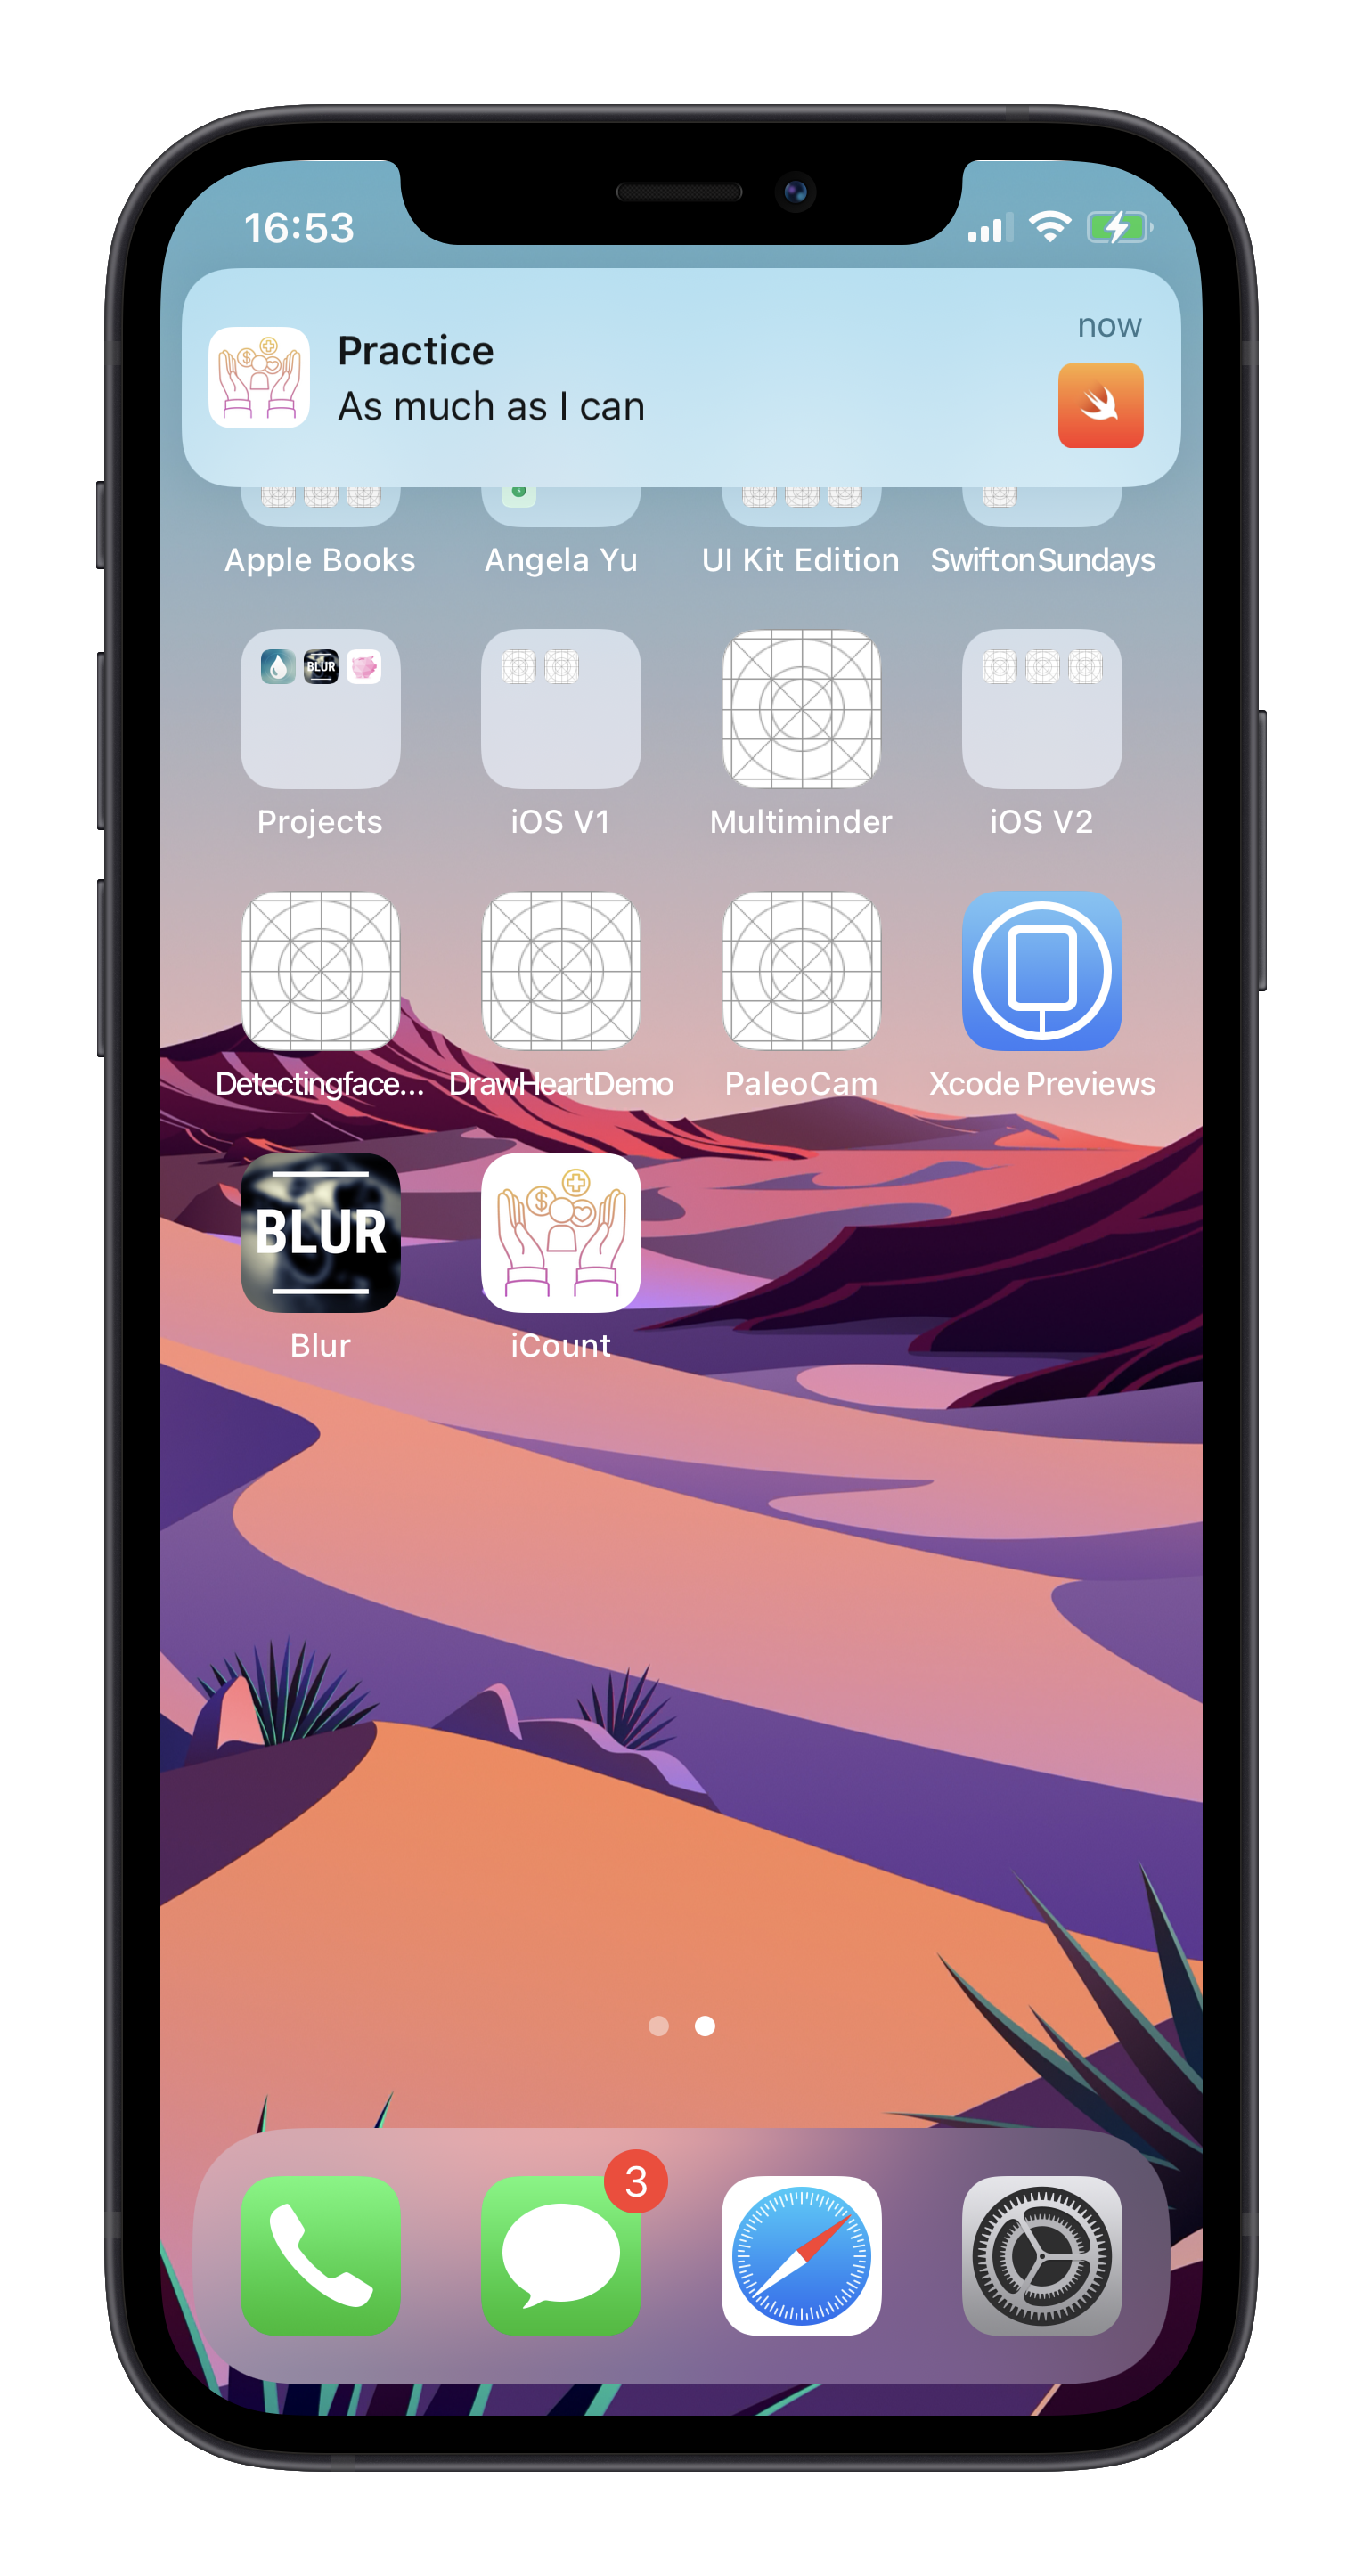 16:53
now
Practice
As much as I can
Apple Books
Angela Yu
UI Kit Edition
SwiftonSundays
BLUR
Projects
iOS V1
Multiminder
iOS V2
Detectingface...
DrawHeartDemo
PaleoCam
Xcode Previews
BLUR
$
Blur
iCount
3